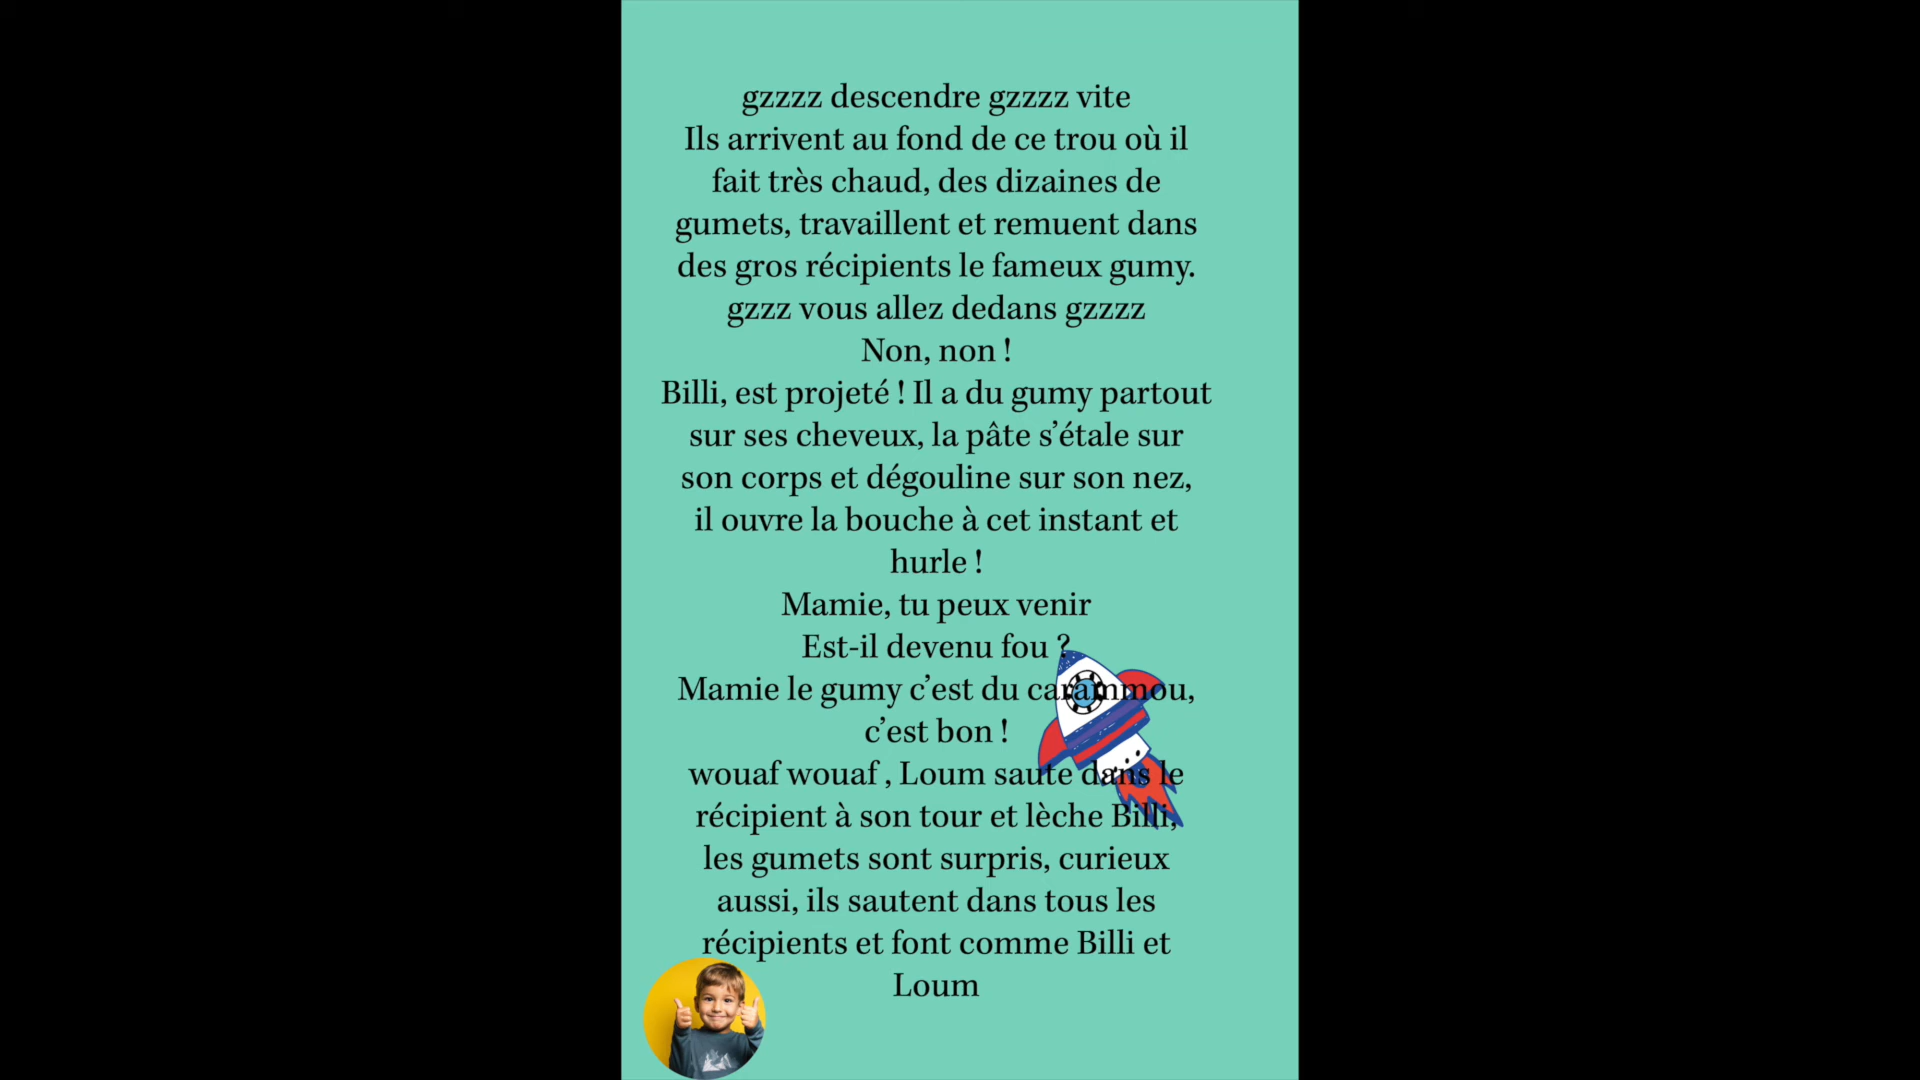 gzzzz descendre gzzzz vite
Ils arrivent au fond de ce trou où il
fait très chaud, des dizaines de
gumets, travaillent et remuent dans
des gros récipients le fameux gumy.
gzzz vous allez dedans gzzzz
Non, non !
Billi, est projeté ! Il a du gumy partout
sur ses cheveux, la pâte s’étale sur
son corps et dégouline sur son nez,
il ouvre la bouche à cet instant et
hurle !
Mamie, tu peux venir
Est-il devenu fou ?
Mamie le gumy c’est du carammou,
c’est bon !
wouaf wouaf , Loum saute dans le
récipient à son tour et lèche Billi,
les gumets sont surpris, curieux
aussi, ils sautent dans tous les
récipients et font comme Billi et
Loum